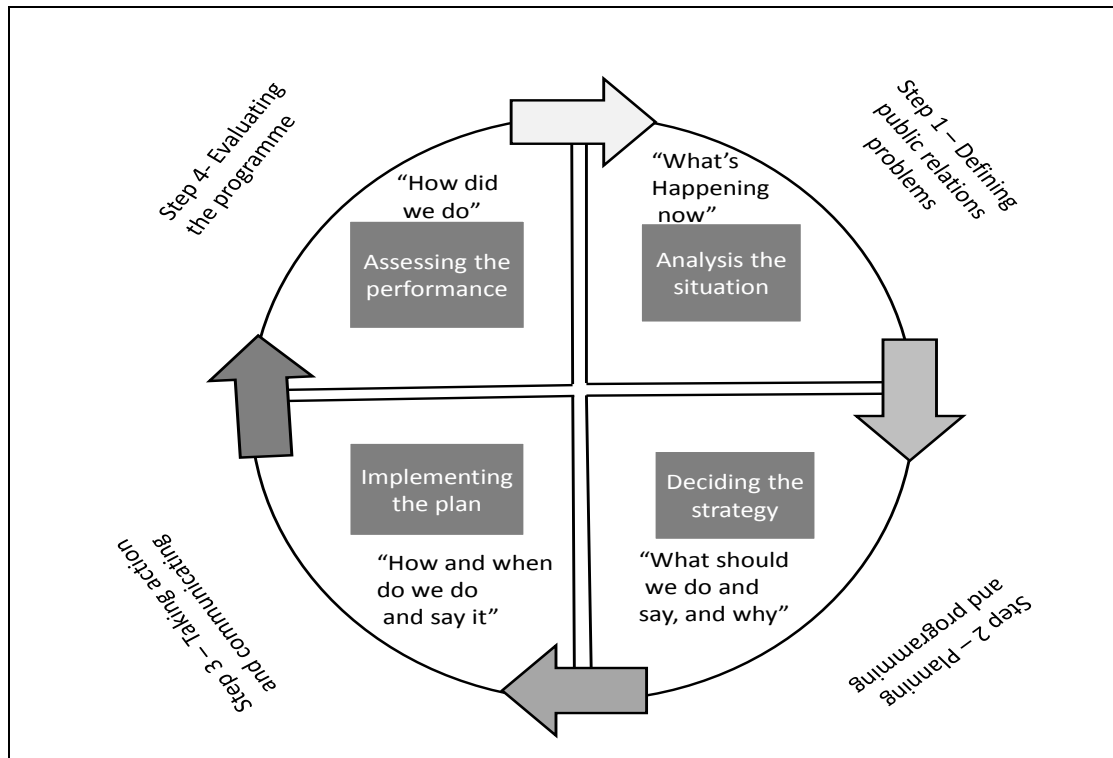 Step 1 – Defining
public relations
problems
“What’s
Happening
now”
Analysis the
situation
Step 2 – Planning
and programming
Deciding the
strategy
“What should
we do and
say, and why”
Step 3 – Taking action
and communicating
Implementing
the plan
“How and when
do we do
and say it”
Step 4- Evaluating
the programme
“How did
we do”
Assessing the
performance